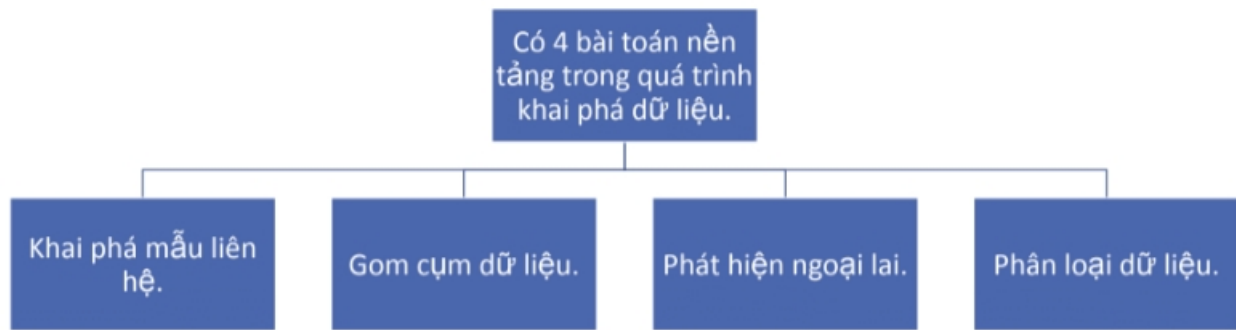 Có 4 bài toán nền
tảng trong quá trình
khai phá dữ liệu.
Khai phá mẫu liên
hệ.
Gom cụm dữ liệu.
Phát hiện ngoại lai.
Phân loại dữ liệu.